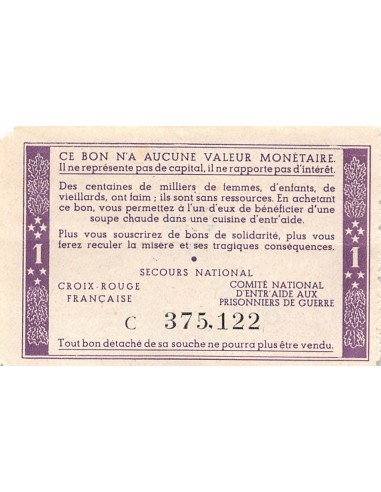 CE BON N'A AUCUNE VALEUR MONÉTAIRE.
Il ne représente pas de capital, il ne rapporte pas d'intérêt.
Des centaines de milliers de femmes, d'enfants, de
vieillards, ont faim ; ils sont sans ressources. En achetant
ce bon, vous permettez à l'un d'eux de bénéficier d'une
soupe chaude dans une cuisine d'entr'aide.
Plus vous souscrirez de bons de solidarité, plus vous
ferez reculer la misère et ses tragiques conséquences.
1
1
SECOURS NATIONAL
CROIX-ROUGE
FRANÇAISE
COMITÉ NATIONAL
D'ENTR'AIDE AUX
PRISONNIERS DE GUERRE
C 375,122
Tout bon détaché de sa souche ne pourra plus être vendu.